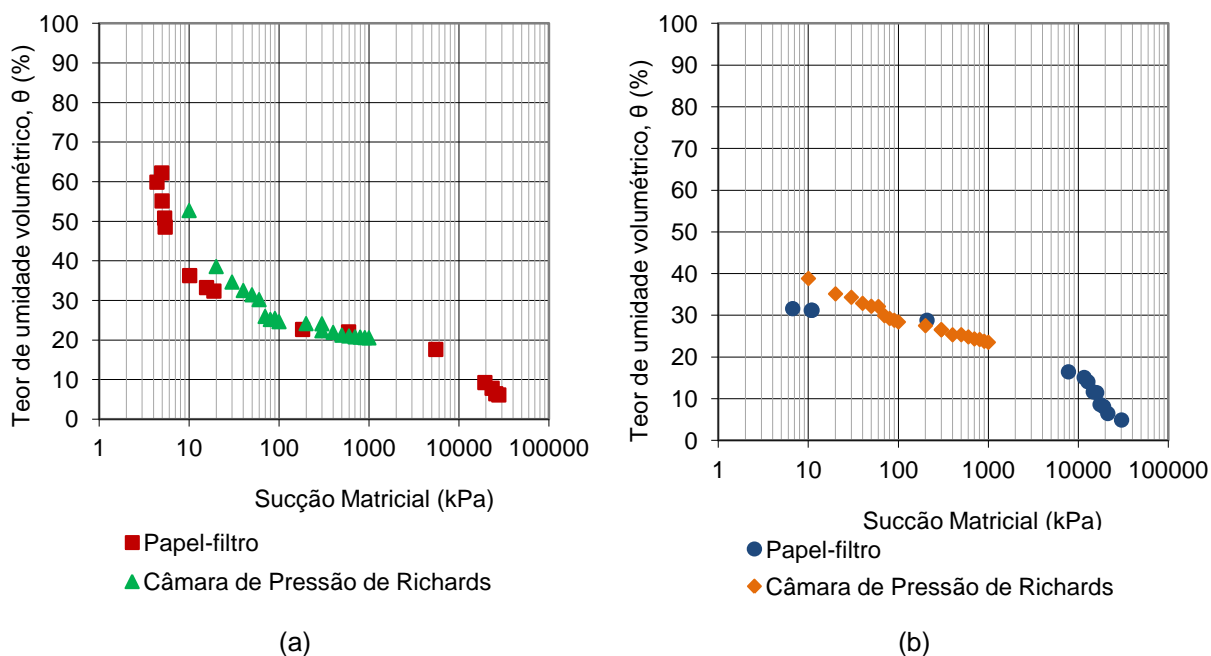 Teor de umidade volumétrico, θ (%)
100
90
80
70
60
50
40
30
20
10
0
1 10 100 1000 10000 100000
Sucção Matricial (kPa)
Papel-filtro
Câmara de Pressão de Richards
(a)
Teor de umidade volumétrico, θ (%)
100
90
80
70
60
50
40
30
20
10
0
1 10 100 1000 10000 100000
Sucção Matricial (kPa)
Papel-filtro
Câmara de Pressão de Richards
(b)